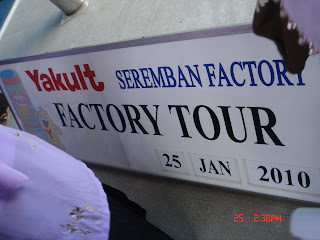 Yakult SEREMBAN FACTORY
FACTORY TOUR
25 JAN 2010
25 2:36PM